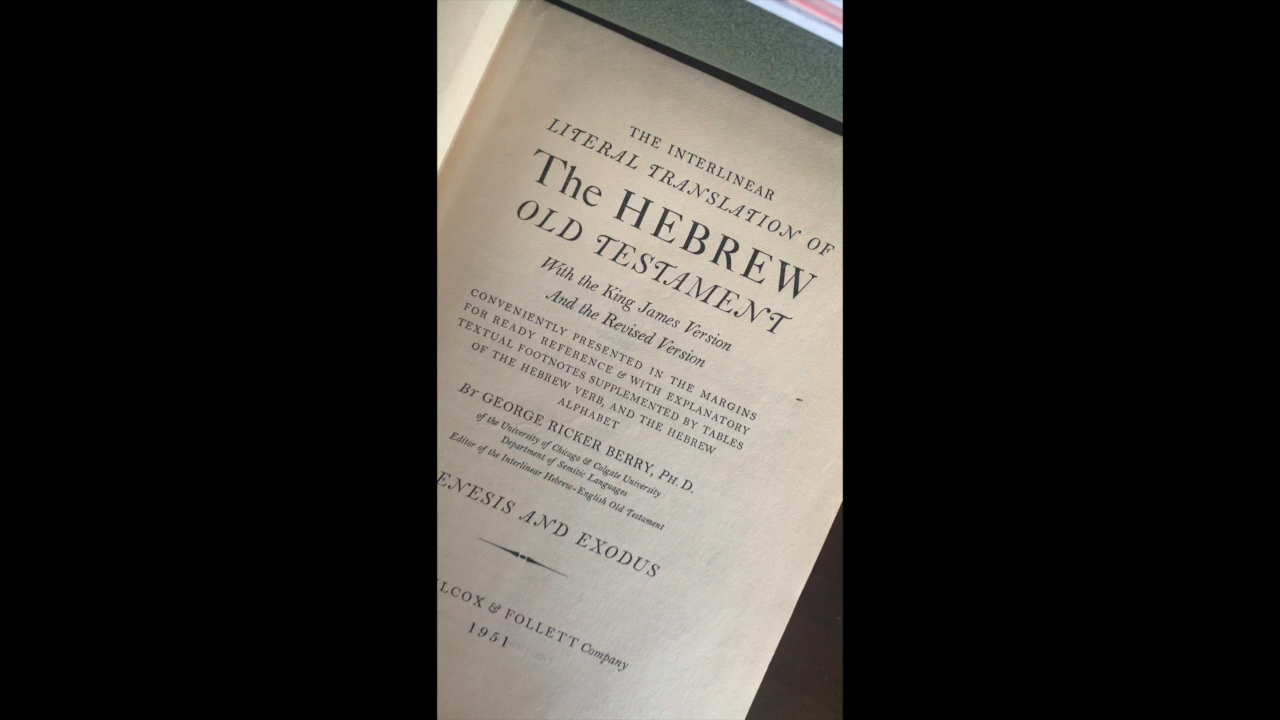 THE INTERLINEAR
LITERAL TRANSLATION OF
The HEBREW
OLD TESTAMENT
With the King James Version
And the Revised Version
CONVENIENTLY PRESENTED IN THE MARGINS
FOR READY REFERENCE & WITH EXPLANATORY
TEXTUAL FOOTNOTES SUPPLEMENTED BY TABLES
OF THE HEBREW VERB, AND THE HEBREW
ALPHABET
By GEORGE RICKER BERRY, PH.D.
of the University of Chicago & Colgate University
Department of Semitic Languages
Editor of the Interlinear Hebrew-English Old Testament
ENESIS AND EXODUS
LCOX & FOLLETT Company
1951